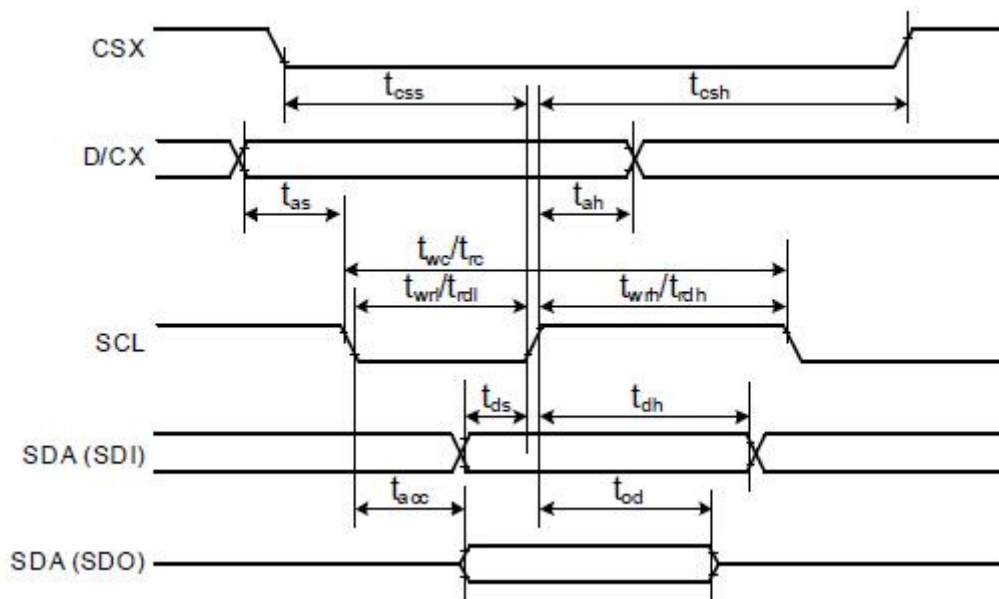 CSX
tcss tcsh
D/CX
tas tah
twc/trc
twrl/trdl twrh/trdh
SCL
tds tdh
SDA (SDI)
tacc tod
SDA (SDO)